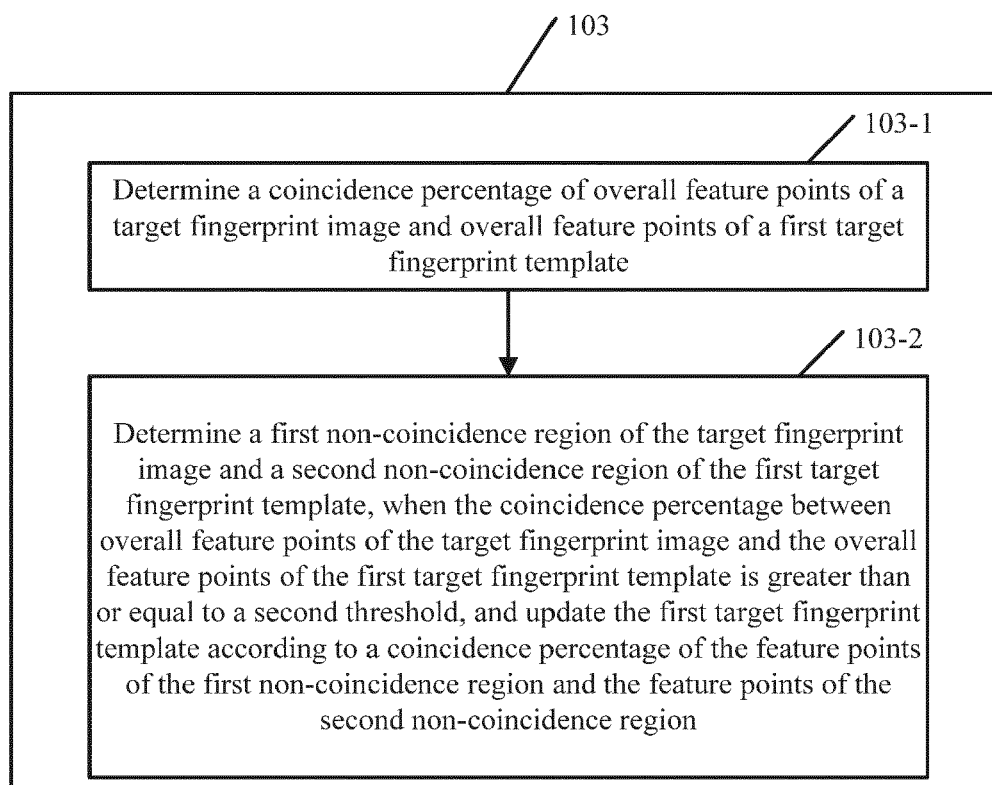 103
103-1
Determine a coincidence percentage of overall feature points of a
target fingerprint image and overall feature points of a first target
fingerprint template
103-2
Determine a first non-coincidence region of the target fingerprint
image and a second non-coincidence region of the first target
fingerprint template, when the coincidence percentage between
overall feature points of the target fingerprint image and the overall
feature points of the first target fingerprint template is greater than
or equal to a second threshold, and update the first target fingerprint
template according to a coincidence percentage of the feature points
of the first non-coincidence region and the feature points of the
second non-coincidence region